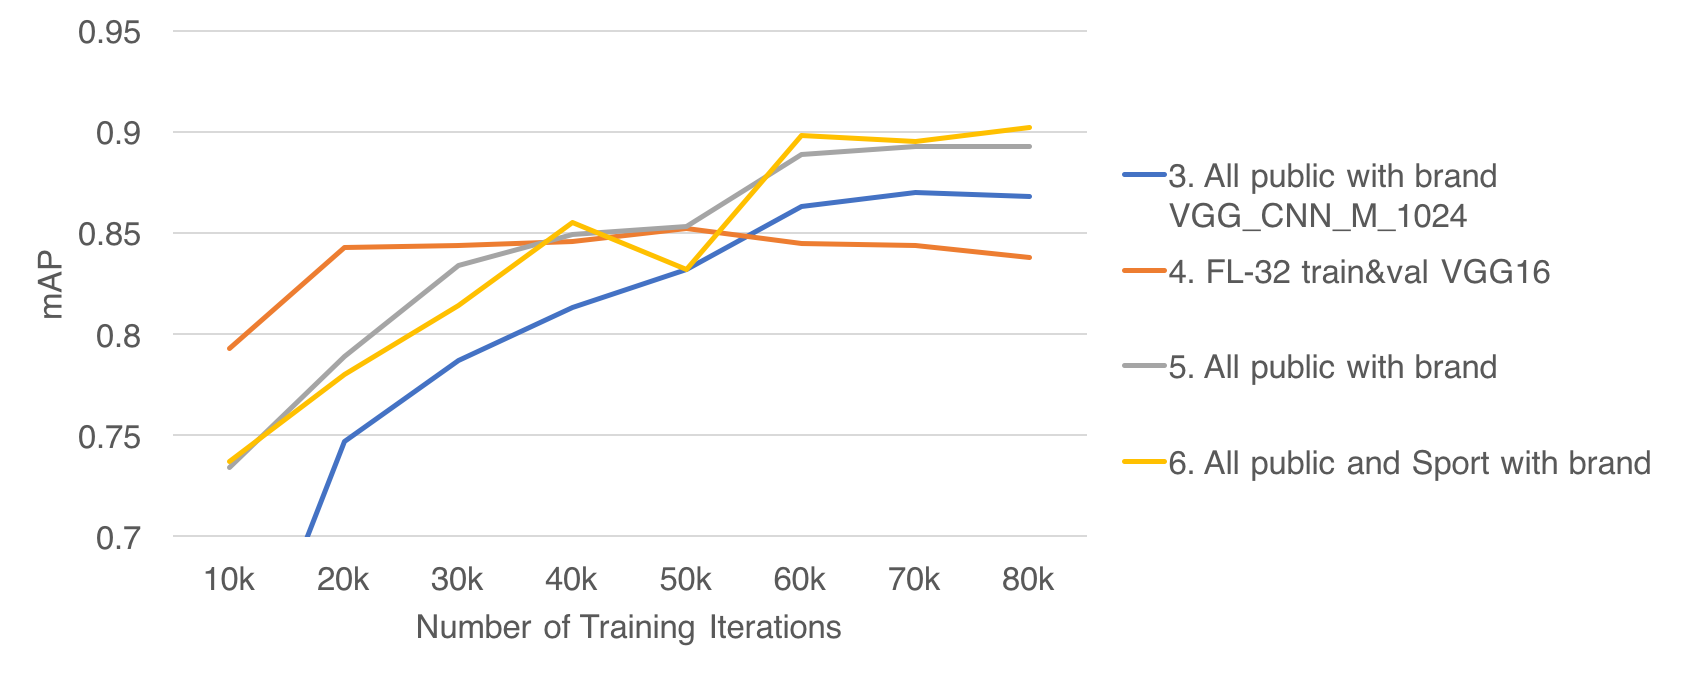 0.95
0.9
0.85
0.8
0.75
0.7
mAP
10k 20k 30k 40k 50k 60k 70k 80k
Number of Training Iterations
3. All public with brand
VGG_CNN_M_1024
4. FL-32 train&val VGG16
5. All public with brand
6. All public and Sport with brand